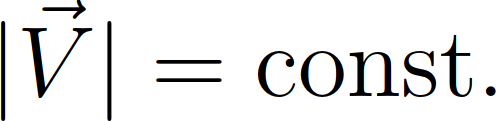 |V⃗| = const.